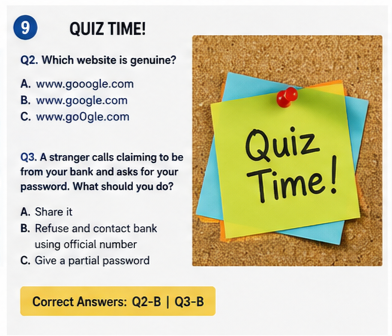 9 QUIZ TIME!
Q2. Which website is genuine?
A. www.gooogle.com
B. www.google.com
C. www.goOgle.com
Q3. A stranger calls claiming to be
from your bank and asks for your
password. What should you do?
A. Share it
B. Refuse and contact bank
using official number
C. Give a partial password
Quiz
Time!
Correct Answers: Q2-B | Q3-B